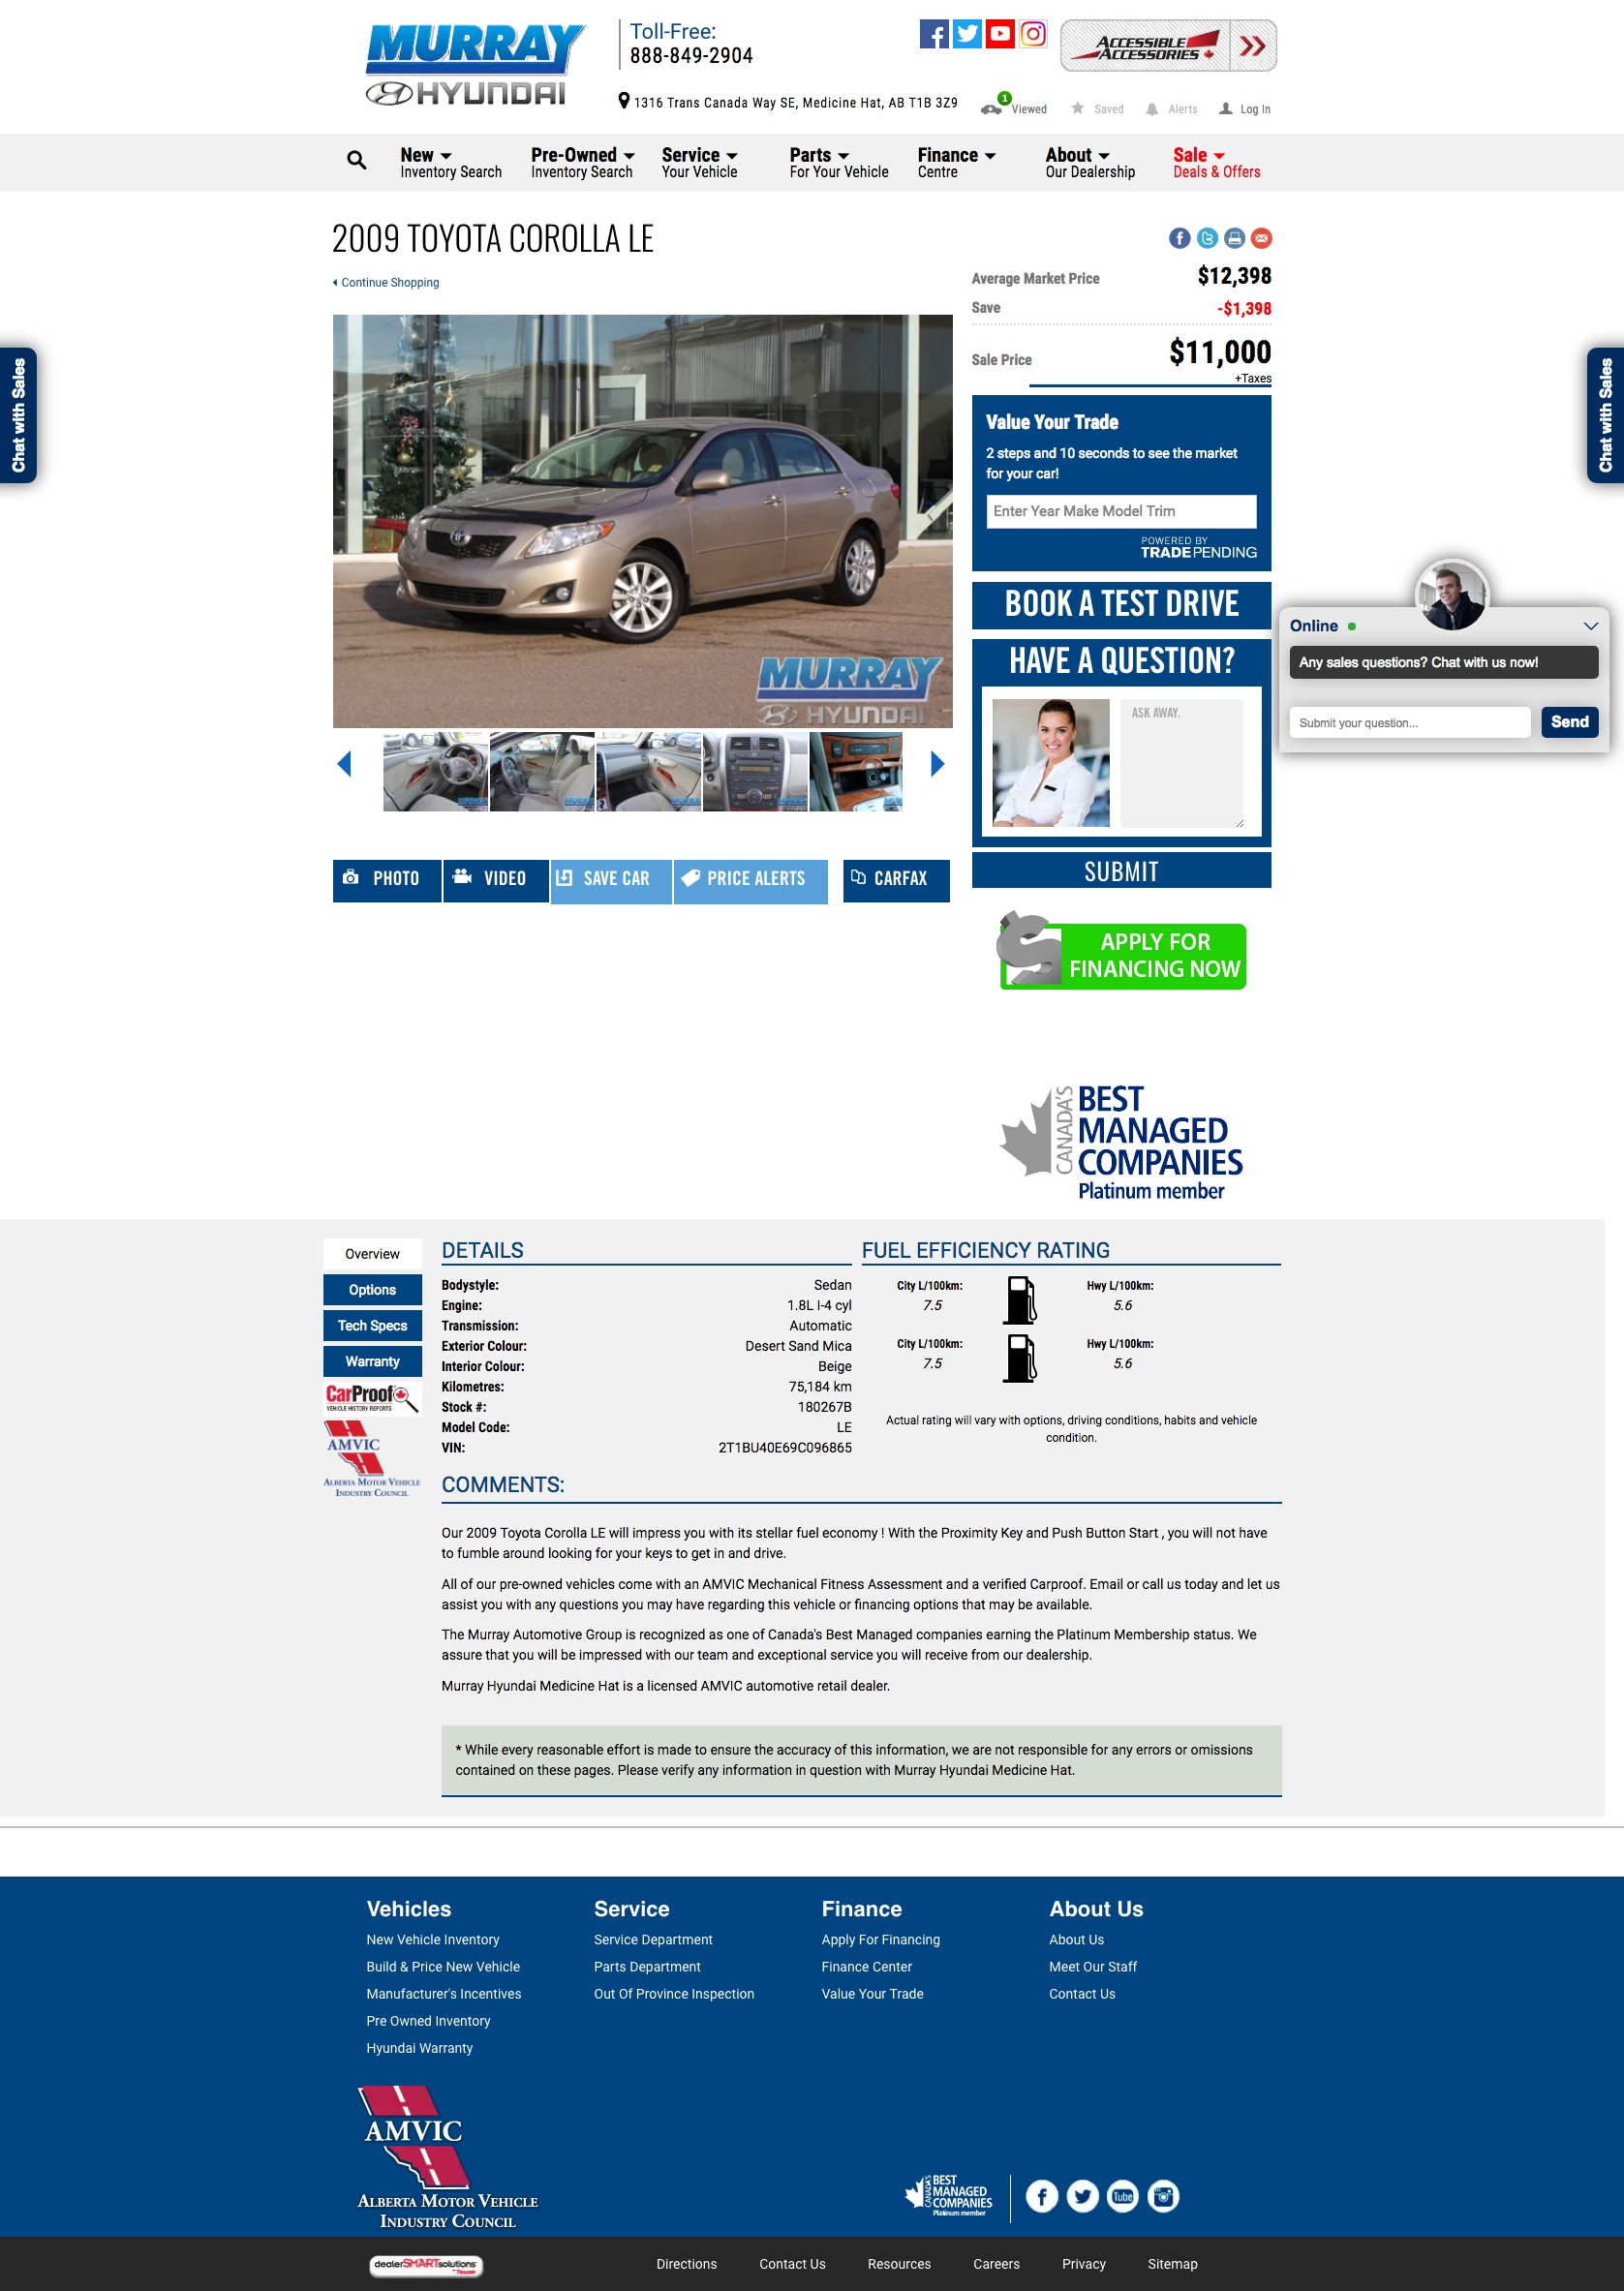 MURRAY
HYUNDAI
Toll-Free:
888-849-2904
1316 Trans Canada Way SE, Medicine Hat, AB T1B 3Z9
ACCESSIBLE
ACCESSORIES
1
Viewed
Saved
Alerts
Log In
New
Inventory Search
Pre-Owned
Inventory Search
Service
Your Vehicle
Parts
For Your Vehicle
Finance
Centre
About
Our Dealership
Sale
Deals & Offers
2009 TOYOTA COROLLA LE
Continue Shopping
Average Market Price $12,398
Save -$1,398
Sale Price $11,000
+Taxes
Chat with Sales
Chat with Sales
MURRAY
HYUNDAI
Value Your Trade
2 steps and 10 seconds to see the market
for your car!
Enter Year Make Model Trim
POWERED BY
TRADEPENDING
BOOK A TEST DRIVE
HAVE A QUESTION?
ASK AWAY.
SUBMIT
Online
Any sales questions? Chat with us now!
Submit your question...
Send
PHOTO
VIDEO
SAVE CAR
PRICE ALERTS
CARFAX
APPLY FOR
FINANCING NOW
CANADA'S
BEST
MANAGED
COMPANIES
Platinum member
Overview
Options
Tech Specs
Warranty
CarProof
VEHICLE HISTORY REPORTS
AMVIC
ALBERTA MOTOR VEHICLE
INDUSTRY COUNCIL
DETAILS
Bodystyle: Sedan
Engine: 1.8L I-4 cyl
Transmission: Automatic
Exterior Colour: Desert Sand Mica
Interior Colour: Beige
Kilometres: 75,184 km
Stock #: 180267B
Model Code: LE
VIN: 2T1BU40E69C096865
FUEL EFFICIENCY RATING
City L/100km: Hwy L/100km:
7.5 5.6
City L/100km: Hwy L/100km:
7.5 5.6
Actual rating will vary with options, driving conditions, habits and vehicle
condition.
COMMENTS:
Our 2009 Toyota Corolla LE will impress you with its stellar fuel economy ! With the Proximity Key and Push Button Start , you will not have
to fumble around looking for your keys to get in and drive.
All of our pre-owned vehicles come with an AMVIC Mechanical Fitness Assessment and a verified Carproof. Email or call us today and let us
assist you with any questions you may have regarding this vehicle or financing options that may be available.
The Murray Automotive Group is recognized as one of Canada's Best Managed companies earning the Platinum Membership status. We
assure that you will be impressed with our team and exceptional service you will receive from our dealership.
Murray Hyundai Medicine Hat is a licensed AMVIC automotive retail dealer.
* While every reasonable effort is made to ensure the accuracy of this information, we are not responsible for any errors or omissions
contained on these pages. Please verify any information in question with Murray Hyundai Medicine Hat.
Vehicles
New Vehicle Inventory
Build & Price New Vehicle
Manufacturer's Incentives
Pre Owned Inventory
Hyundai Warranty
Service
Service Department
Parts Department
Out Of Province Inspection
Finance
Apply For Financing
Finance Center
Value Your Trade
About Us
About Us
Meet Our Staff
Contact Us
AMVIC
ALBERTA MOTOR VEHICLE
INDUSTRY COUNCIL
CANADA'S
BEST
MANAGED
COMPANIES
Platinum member
Tube
dealerSMARTsolutions
Directions
Contact Us
Resources
Careers
Privacy
Sitemap